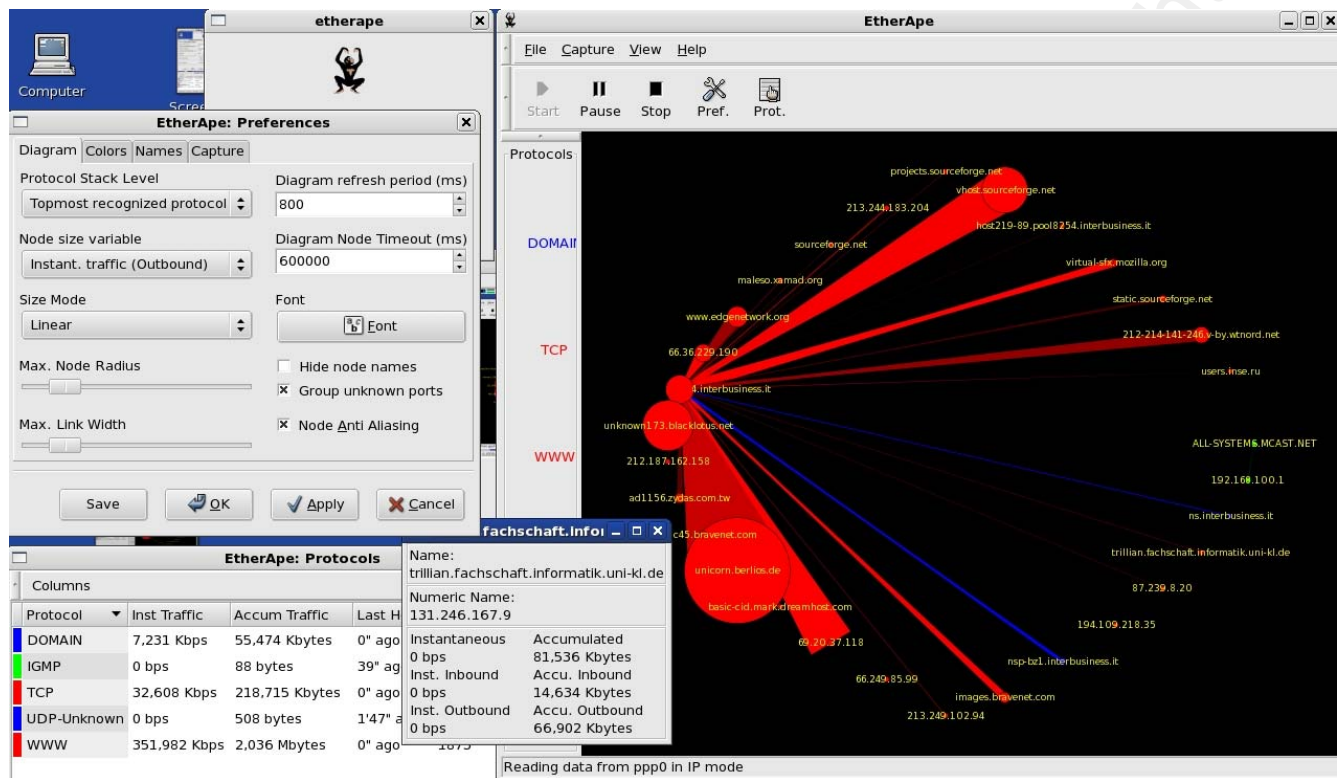 etherape
EtherApe
Computer
File Capture View Help
Start Pause Stop Pref. Prot.
EtherApe: Preferences
Diagram Colors Names Capture
Protocol Stack Level
Topmost recognized protocol
Diagram refresh period (ms)
800
Node size variable
Instant. traffic (Outbound)
Diagram Node Timeout (ms)
600000
Size Mode
Linear
Font
Font
Max. Node Radius
Hide node names
Group unknown ports
Max. Link Width
Node Anti Aliasing
Save OK Apply Cancel
Protocols
DOMAIN
TCP
WWW
projects.sourceforge.net
vhost.sourceforge.net
213.244.183.204
host219-89.pool8254.interbusiness.it
sourceforge.net
virtual-sfx.mozilla.org
maleso.xamad.org
static.sourceforge.net
www.edgenetwork.org
212-214-141-246.v-by.wtnord.net
66.36.229.190
users.inse.ru
4.interbusiness.it
unknown173.blacklotus.net
ALL-SYSTEMS.MCAST.NET
212.187.162.158
192.168.100.1
ad1156.zydas.com.tw
ns.interbusiness.it
c45.bravenet.com
trillian.fachschaft.informatik.uni-kl.de
unicorn.berlios.de
87.239.8.20
basic-cid.mark.dreamhost.com
194.109.218.35
69.20.37.118
nsp-bz1.interbusiness.it
66.249.85.99
images.bravenet.com
213.249.102.94
EtherApe: Protocols
Columns
Protocol Inst Traffic Accum Traffic Last H
DOMAIN 7,231 Kbps 55,474 Kbytes 0" ago
IGMP 0 bps 88 bytes 39" ag
TCP 32,608 Kbps 218,715 Kbytes 0" ago
UDP-Unknown 0 bps 508 bytes 1'47" a
WWW 351,982 Kbps 2,036 Mbytes 0" ago
fachschaft.infor
Name:
trillian.fachschaft.informatik.uni-kl.de
Numeric Name:
131.246.167.9
Instantaneous Accumulated
0 bps 81,536 Kbytes
Inst. Inbound Accu. Inbound
0 bps 14,634 Kbytes
Inst. Outbound Accu. Outbound
0 bps 66,902 Kbytes
Reading data from ppp0 in IP mode